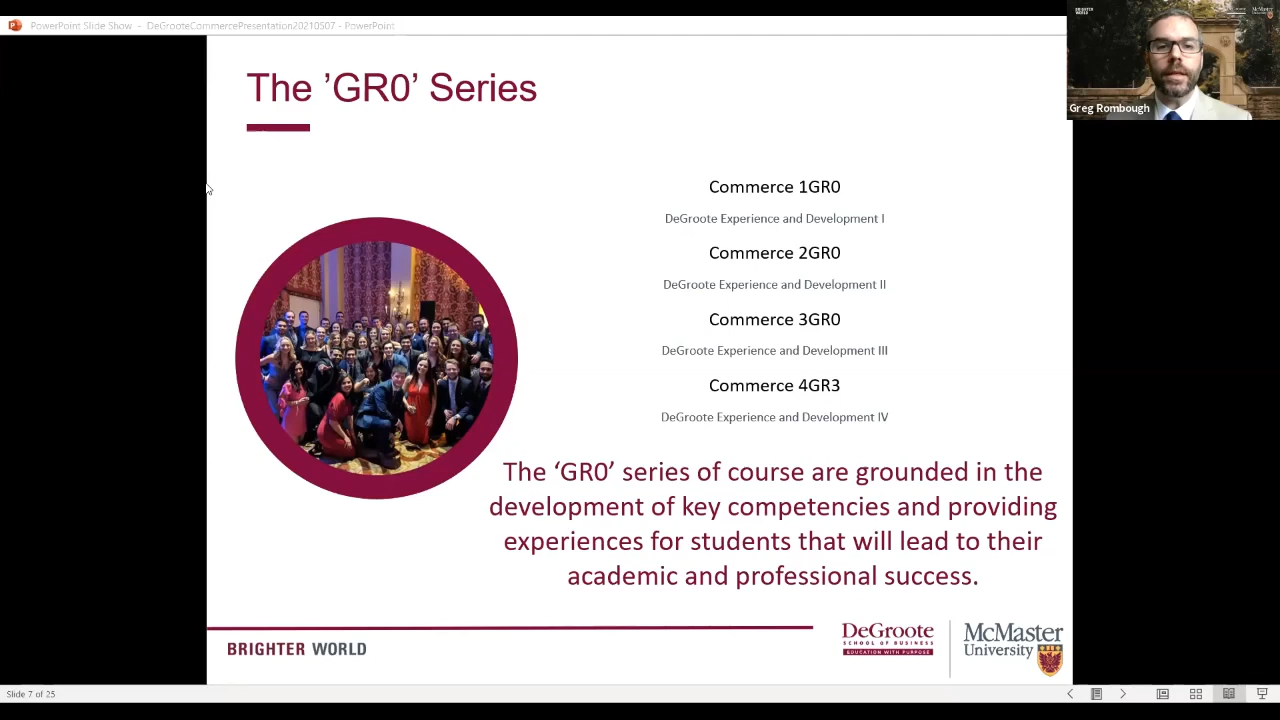 PowerPoint Slide Show - DeGrooteCommercePresentation20210507 - PowerPoint
BRIGHTER WORLD
McMaster University
Greg Rombough
The ’GR0’ Series
Commerce 1GR0
DeGroote Experience and Development I
Commerce 2GR0
DeGroote Experience and Development II
Commerce 3GR0
DeGroote Experience and Development III
Commerce 4GR3
DeGroote Experience and Development IV
The ‘GR0’ series of course are grounded in the
development of key competencies and providing
experiences for students that will lead to their
academic and professional success.
BRIGHTER WORLD
DeGroote
SCHOOL OF BUSINESS
EDUCATION WITH PURPOSE
McMaster
University
Slide 7 of 25